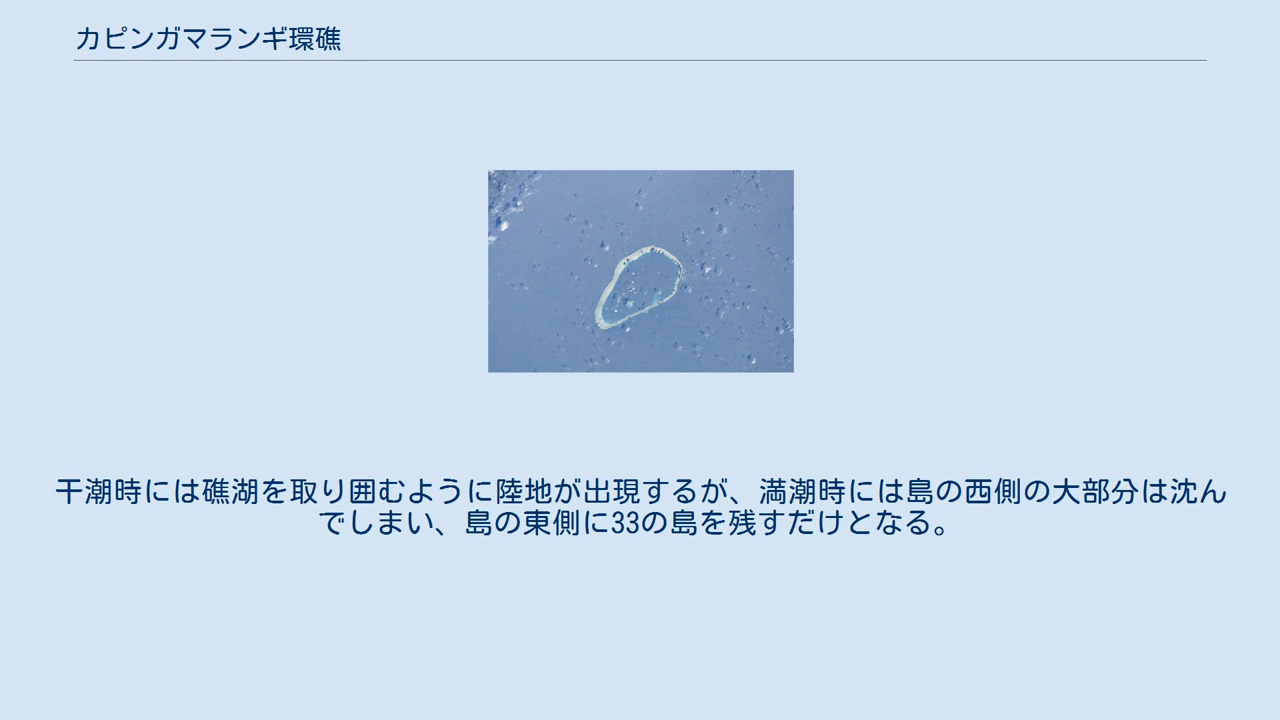 カピンガマランギ環礁
干潮時には礁湖を取り囲むように陸地が出現するが、満潮時には島の西側の大部分は沈ん
でしまい、島の東側に33の島を残すだけとなる。